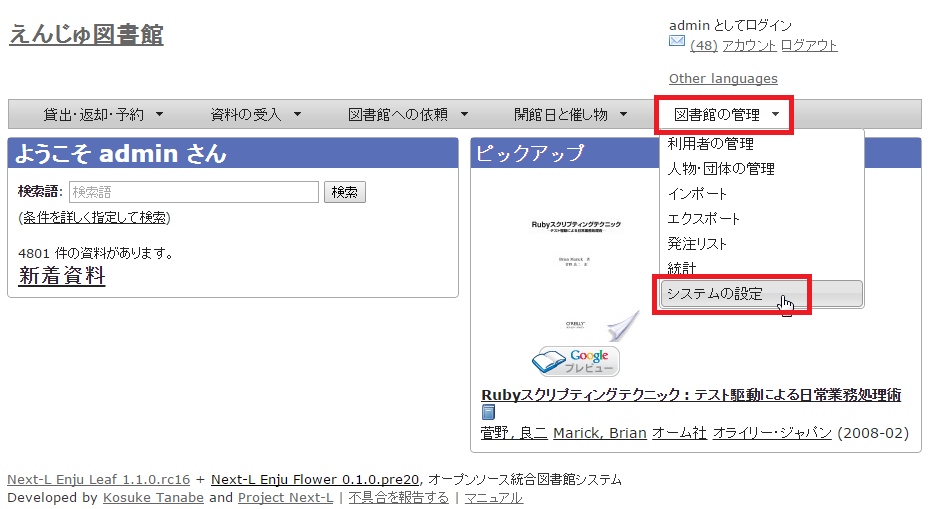 えんじゅ図書館
admin としてログイン
(48) アカウント ログアウト
Other languages
貸出・返却・予約 ▼ 資料の受入 ▼ 図書館への依頼 ▼ 開館日と催し物 ▼ 図書館の管理 ▼
利用者の管理
人物・団体の管理
インポート
エクスポート
発注リスト
統計
システムの設定
ようこそ admin さん
検索語: 検索語 検索
(条件を詳しく指定して検索)
4801 件の資料があります。
新着資料
ピックアップ
Rubyスクリプティングテクニック
テスト駆動による日常業務処理術
Brian Marick 著
O'REILLY
Google
プレビュー
Rubyスクリプティングテクニック : テスト駆動による日常業務処理術
菅野, 良二 Marick, Brian オーム社 オライリー・ジャパン (2008-02)
Next-L Enju Leaf 1.1.0.rc16 + Next-L Enju Flower 0.1.0.pre20, オープンソース統合図書館システム
Developed by Kosuke Tanabe and Project Next-L | 不具合を報告する | マニュアル